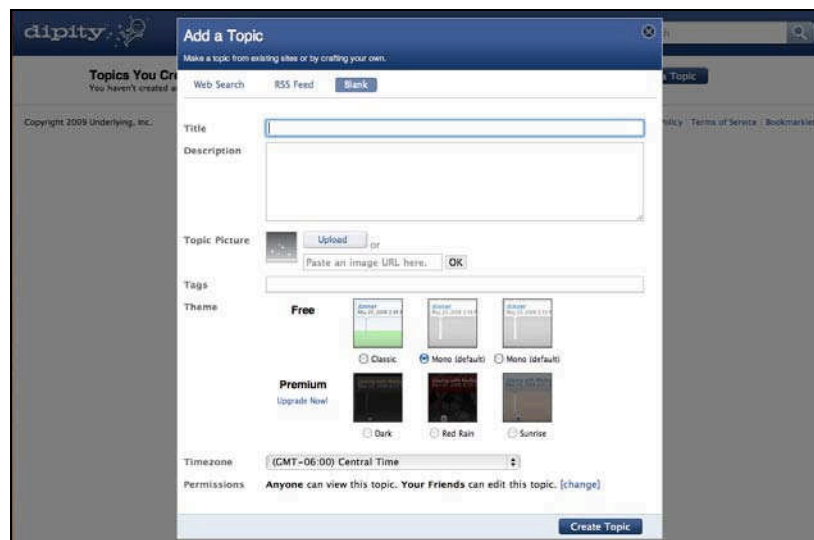 dipity
Add a Topic
Make a topic from existing sites or by crafting your own.
Topics You Cr
You haven't created a
Topic
Web Search RSS Feed Blank
Copyright 2009 Underlying, Inc.
Policy Terms of Service Bookmarklet
Title
Description
Topic Picture
Upload or
Paste an image URL here. OK
Tags
Theme
Free
Classic Mono (default) Mono (default)
Premium
Upgrade Now!
Dark Red Rain Sunrise
Timezone (GMT-06:00) Central Time
Permissions Anyone can view this topic. Your Friends can edit this topic. [change]
Create Topic